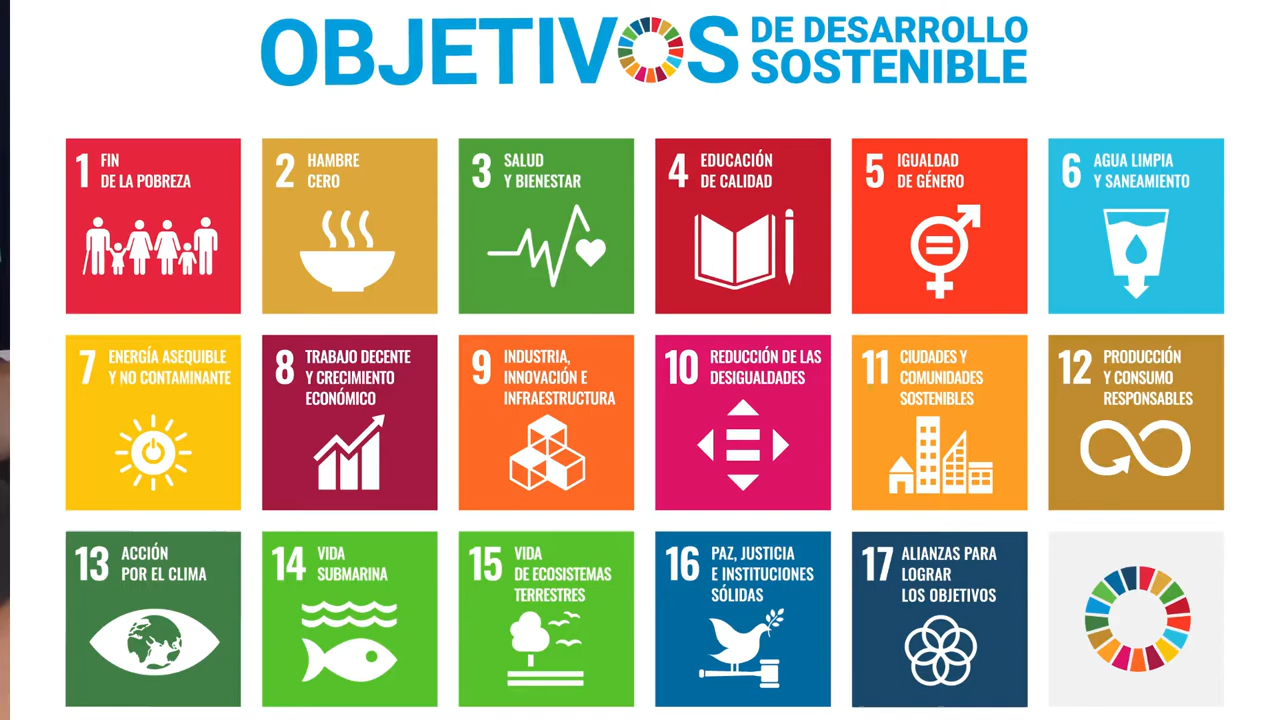 OBJETIVOS
DE DESARROLLO
SOSTENIBLE
1 FIN
DE LA POBREZA
2 HAMBRE
CERO
3 SALUD
Y BIENESTAR
4 EDUCACIÓN
DE CALIDAD
5 IGUALDAD
DE GÉNERO
6 AGUA LIMPIA
Y SANEAMIENTO
7 ENERGÍA ASEQUIBLE
Y NO CONTAMINANTE
8 TRABAJO DECENTE
Y CRECIMIENTO
ECONÓMICO
9 INDUSTRIA,
INNOVACIÓN E
INFRAESTRUCTURA
10 REDUCCIÓN DE LAS
DESIGUALDADES
11 CIUDADES Y
COMUNIDADES
SOSTENIBLES
12 PRODUCCIÓN
Y CONSUMO
RESPONSABLES
13 ACCIÓN
POR EL CLIMA
14 VIDA
SUBMARINA
15 VIDA
DE ECOSISTEMAS
TERRESTRES
16 PAZ, JUSTICIA
E INSTITUCIONES
SÓLIDAS
17 ALIANZAS PARA
LOGRAR
LOS OBJETIVOS